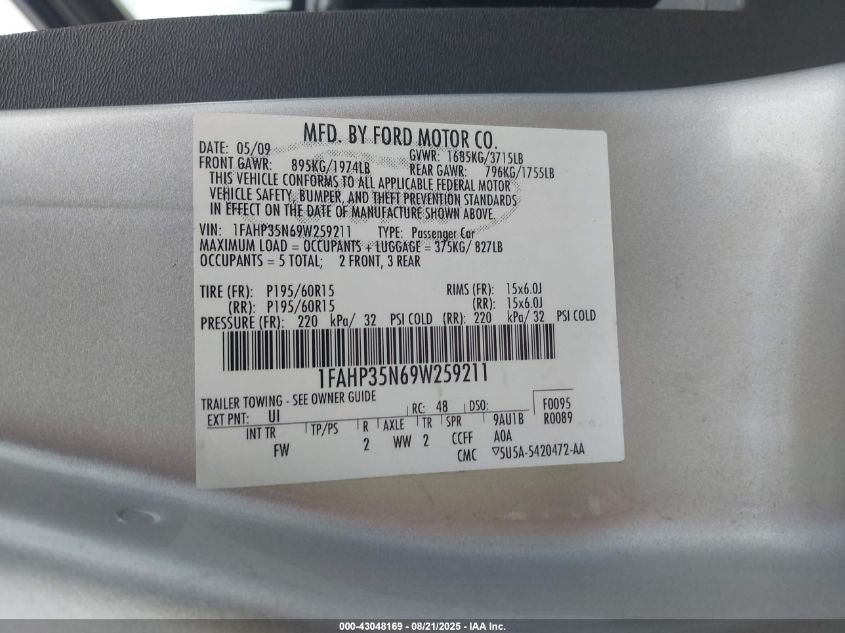 MFD. BY FORD MOTOR CO.
DATE: 05/09 GVWR: 1685KG/3715LB
FRONT GAWR: 895KG/1974LB REAR GAWR: 796KG/1755LB
THIS VEHICLE CONFORMS TO ALL APPLICABLE FEDERAL MOTOR
VEHICLE SAFETY, BUMPER, AND THEFT PREVENTION STANDARDS
IN EFFECT ON THE DATE OF MANUFACTURE SHOWN ABOVE.
VIN: 1FAHP35N69W259211 TYPE: Passenger Car
MAXIMUM LOAD = OCCUPANTS + LUGGAGE = 375KG/ 827LB
OCCUPANTS = 5 TOTAL; 2 FRONT, 3 REAR
TIRE (FR): P195/60R15 RIMS (FR): 15x6.0J
(RR): P195/60R15 (RR): 15x6.0J
PRESSURE (FR): 220 kPa/ 32 PSI COLD (RR): 220 kPa/ 32 PSI COLD
1FAHP35N69W259211
TRAILER TOWING - SEE OWNER GUIDE
EXT PNT: UI RC: 48 DSO: F0095
INT TR TP/PS R AXLE TR SPR 9AU1B R0089
FW 2 WW 2 CCFF AOA
CMC ▽5U5A-5420472-AA
000-43048169 - 08/21/2025 - IAA Inc.